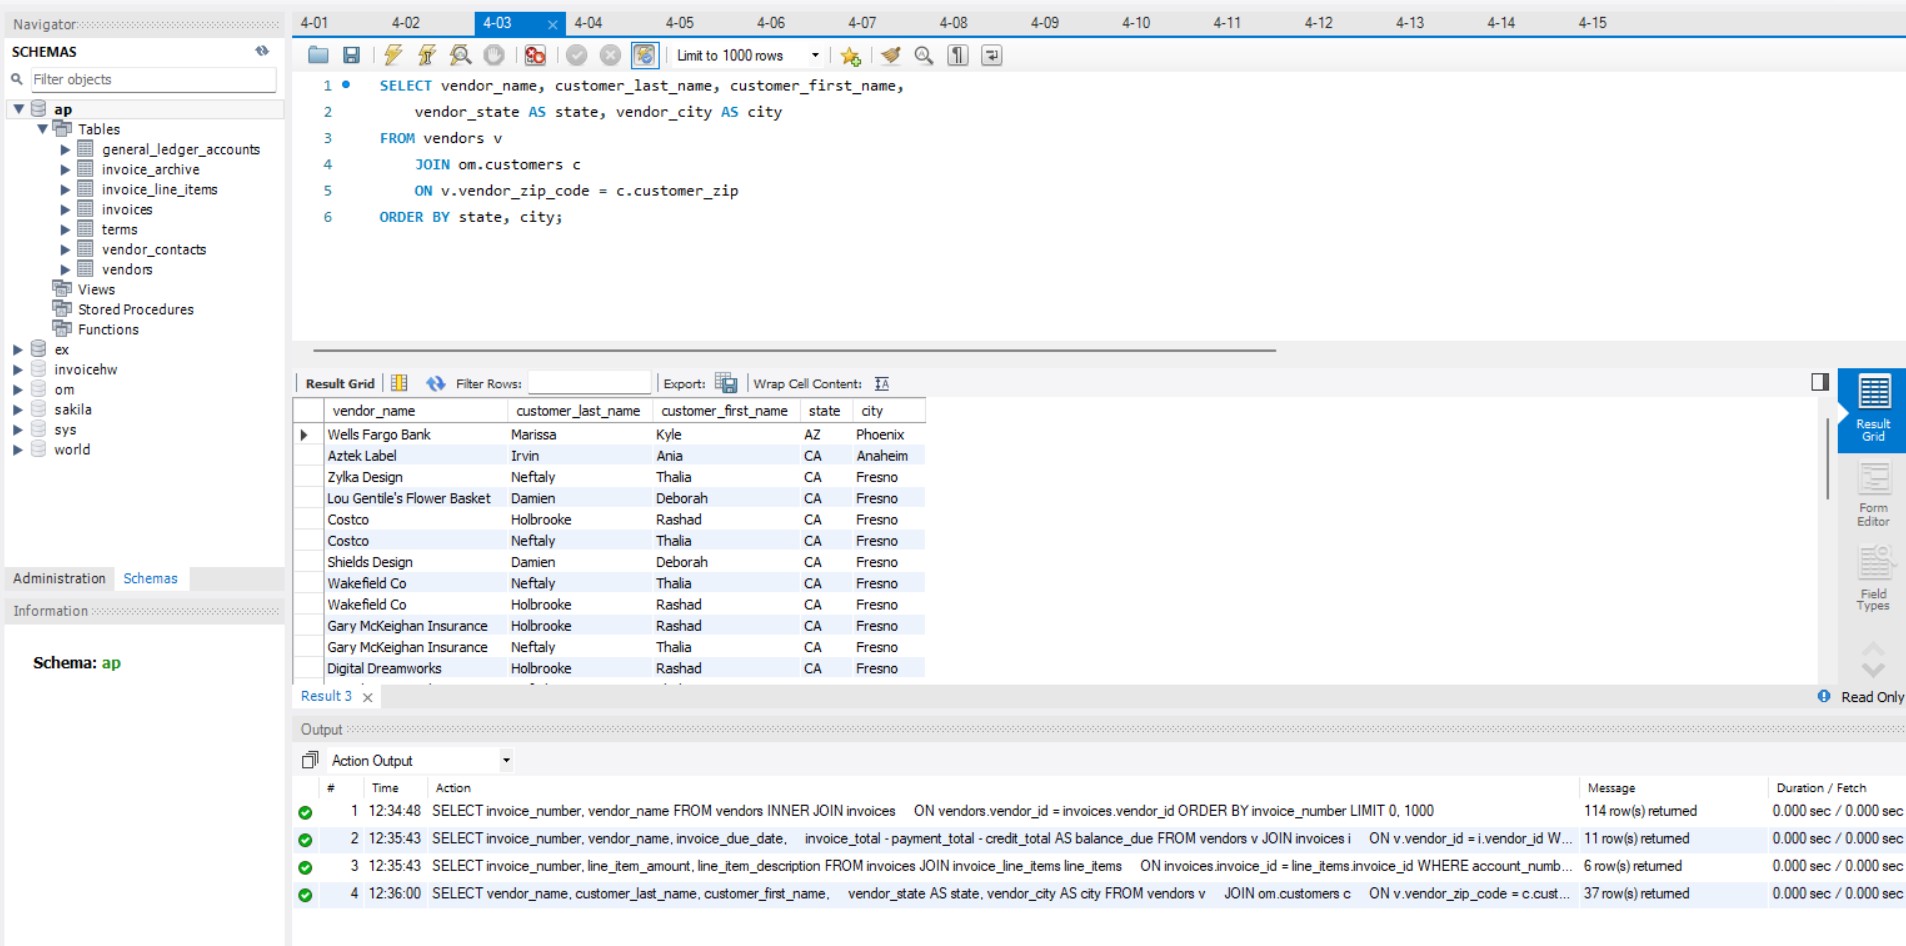 Navigator
SCHEMAS
Filter objects
ap
Tables
general_ledger_accounts
invoice_archive
invoice_line_items
invoices
terms
vendor_contacts
vendors
Views
Stored Procedures
Functions
ex
invoicehw
om
sakila
sys
world
Administration Schemas
Information
Schema: ap
4-01 4-02 4-03 4-04 4-05 4-06 4-07 4-08 4-09 4-10 4-11 4-12 4-13 4-14 4-15
Limit to 1000 rows
1 SELECT vendor_name, customer_last_name, customer_first_name,
2 vendor_state AS state, vendor_city AS city
3 FROM vendors v
4 JOIN om.customers c
5 ON v.vendor_zip_code = c.customer_zip
6 ORDER BY state, city;
Result Grid Filter Rows: Export: Wrap Cell Content:
vendor_name customer_last_name customer_first_name state city
Wells Fargo Bank Marissa Kyle AZ Phoenix
Aztek Label Irvin Ania CA Anaheim
Zylka Design Neftaly Thalia CA Fresno
Lou Gentile's Flower Basket Damien Deborah CA Fresno
Costco Holbrooke Rashad CA Fresno
Costco Neftaly Thalia CA Fresno
Shields Design Damien Deborah CA Fresno
Wakefield Co Neftaly Thalia CA Fresno
Wakefield Co Holbrooke Rashad CA Fresno
Gary McKeighan Insurance Holbrooke Rashad CA Fresno
Gary McKeighan Insurance Neftaly Thalia CA Fresno
Digital Dreamworks Holbrooke Rashad CA Fresno
Result
Grid
Form
Editor
Field
Types
Result 3
Read Only
Output
Action Output
# Time Action Message Duration / Fetch
1 12:34:48 SELECT invoice_number, vendor_name FROM vendors INNER JOIN invoices ON vendors.vendor_id = invoices.vendor_id ORDER BY invoice_number LIMIT 0, 1000 114 row(s) returned 0.000 sec / 0.000 sec
2 12:35:43 SELECT invoice_number, vendor_name, invoice_due_date, invoice_total - payment_total - credit_total AS balance_due FROM vendors v JOIN invoices i ON v.vendor_id = i.vendor_id W... 11 row(s) returned 0.000 sec / 0.000 sec
3 12:35:43 SELECT invoice_number, line_item_amount, line_item_description FROM invoices JOIN invoice_line_items line_items ON invoices.invoice_id = line_items.invoice_id WHERE account_numb... 6 row(s) returned 0.000 sec / 0.000 sec
4 12:36:00 SELECT vendor_name, customer_last_name, customer_first_name, vendor_state AS state, vendor_city AS city FROM vendors v JOIN om.customers c ON v.vendor_zip_code = c.cust... 37 row(s) returned 0.000 sec / 0.000 sec